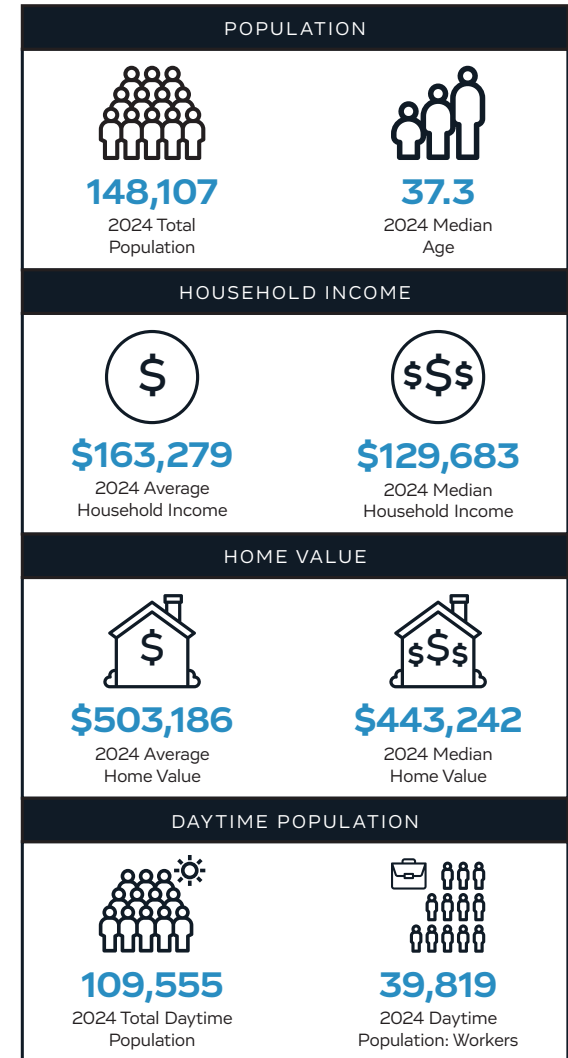 POPULATION
148,107
2024 Total
Population
37.3
2024 Median
Age
HOUSEHOLD INCOME
$
$163,279
2024 Average
Household Income
$$$
$129,683
2024 Median
Household Income
HOME VALUE
$
$503,186
2024 Average
Home Value
$$$
$443,242
2024 Median
Home Value
DAYTIME POPULATION
109,555
2024 Total Daytime
Population
39,819
2024 Daytime
Population: Workers